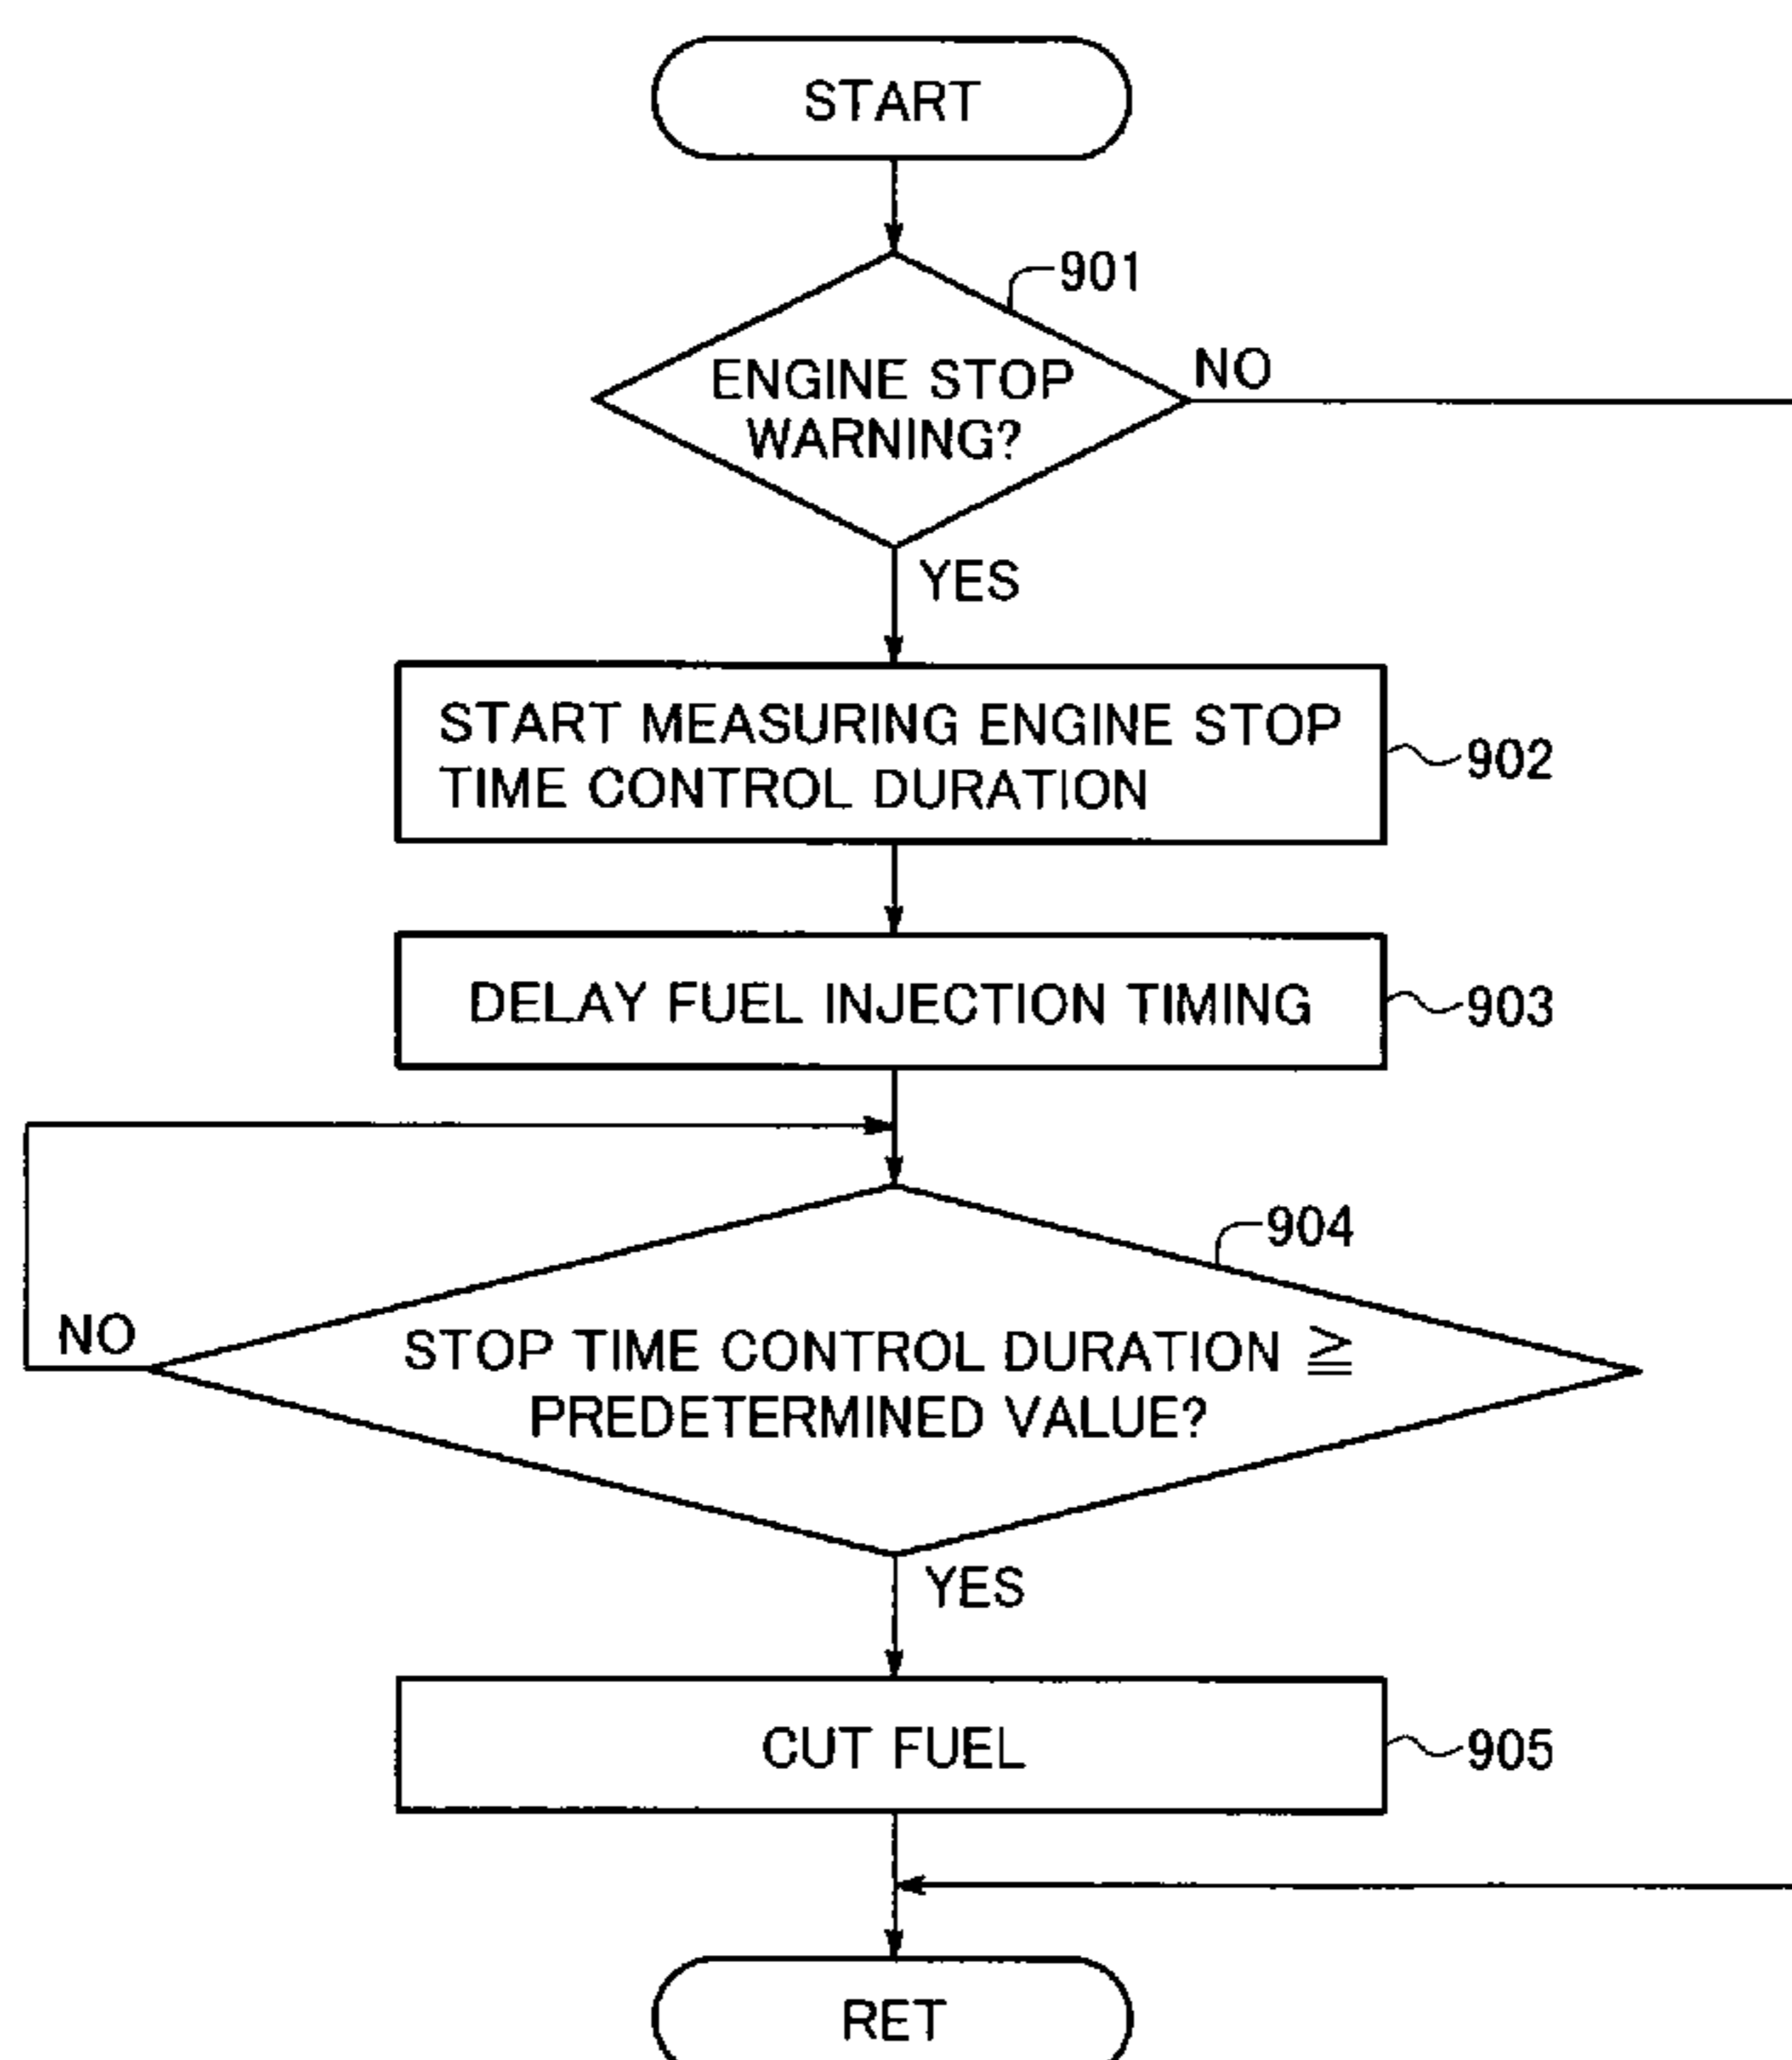 START
901
ENGINE STOP
WARNING?
NO
YES
START MEASURING ENGINE STOP
TIME CONTROL DURATION
902
DELAY FUEL INJECTION TIMING
903
904
NO
STOP TIME CONTROL DURATION ≧
PREDETERMINED VALUE?
YES
CUT FUEL
905
RET